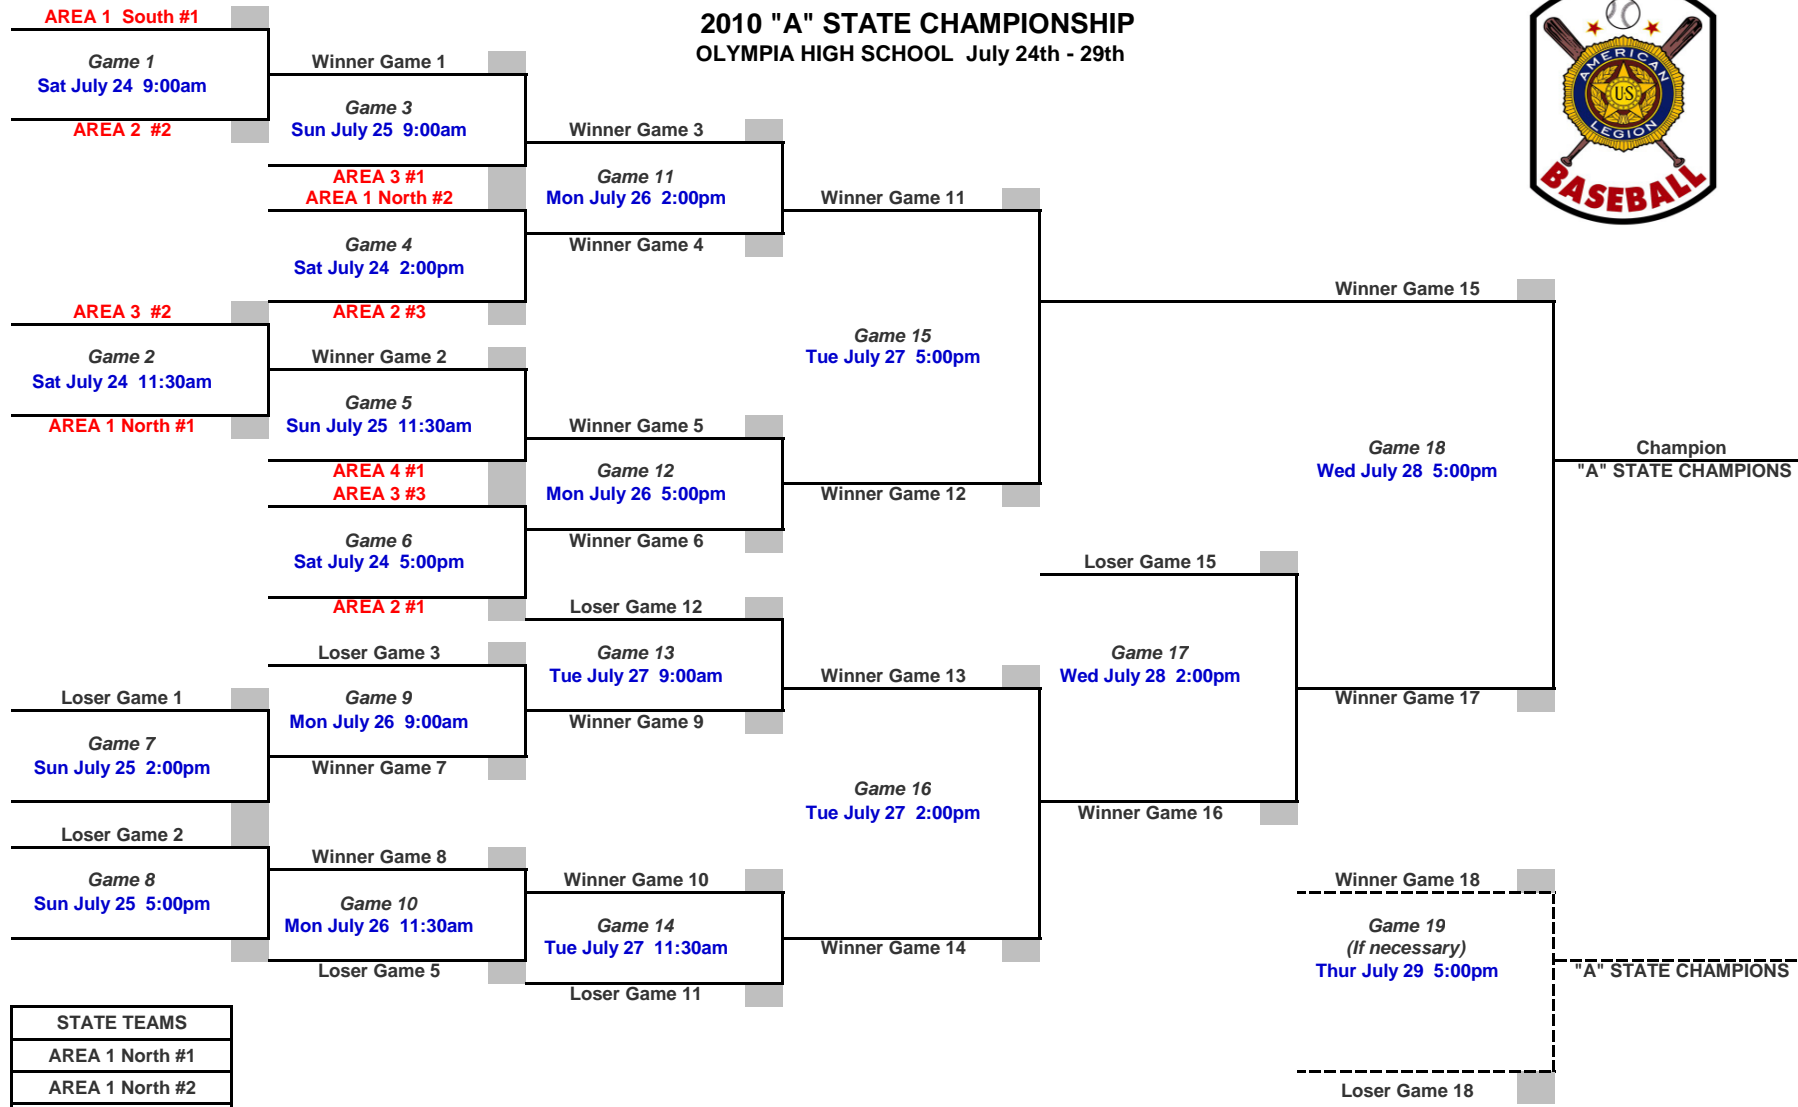 2010 "A" STATE CHAMPIONSHIP
OLYMPIA HIGH SCHOOL July 24th - 29th
AMERICAN
US
LEGION
BASEBALL
AREA 1 South #1
Game 1
Sat July 24 9:00am
AREA 2 #2
AREA 3 #2
Game 2
Sat July 24 11:30am
AREA 1 North #1
Loser Game 1
Game 7
Sun July 25 2:00pm
Loser Game 2
Game 8
Sun July 25 5:00pm
Winner Game 1
Game 3
Sun July 25 9:00am
AREA 3 #1
AREA 1 North #2
Game 4
Sat July 24 2:00pm
AREA 2 #3
Winner Game 2
Game 5
Sun July 25 11:30am
AREA 4 #1
AREA 3 #3
Game 6
Sat July 24 5:00pm
AREA 2 #1
Loser Game 3
Game 9
Mon July 26 9:00am
Winner Game 7
Winner Game 8
Game 10
Mon July 26 11:30am
Loser Game 5
Winner Game 3
Game 11
Mon July 26 2:00pm
Winner Game 4
Winner Game 5
Game 12
Mon July 26 5:00pm
Winner Game 6
Loser Game 12
Game 13
Tue July 27 9:00am
Winner Game 9
Winner Game 10
Game 14
Tue July 27 11:30am
Loser Game 11
Winner Game 11
Game 15
Tue July 27 5:00pm
Winner Game 12
Winner Game 13
Game 16
Tue July 27 2:00pm
Winner Game 14
Loser Game 15
Game 17
Wed July 28 2:00pm
Winner Game 16
Winner Game 15
Game 18
Wed July 28 5:00pm
Winner Game 17
Champion
"A" STATE CHAMPIONS
Winner Game 18
Game 19
(If necessary)
Thur July 29 5:00pm
Loser Game 18
"A" STATE CHAMPIONS
STATE TEAMS
AREA 1 North #1
AREA 1 North #2